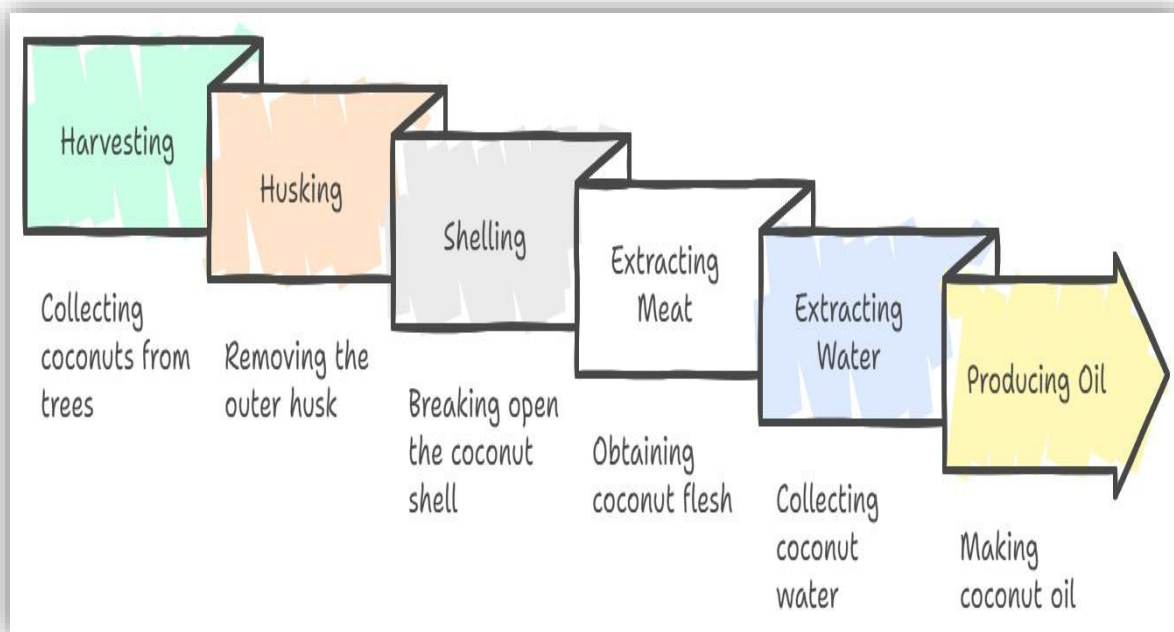 Harvesting
Collecting
coconuts from
trees
Husking
Removing the
outer husk
Shelling
Breaking open
the coconut
shell
Extracting
Meat
Obtaining
coconut flesh
Extracting
Water
Collecting
coconut
water
Producing Oil
Making
coconut oil